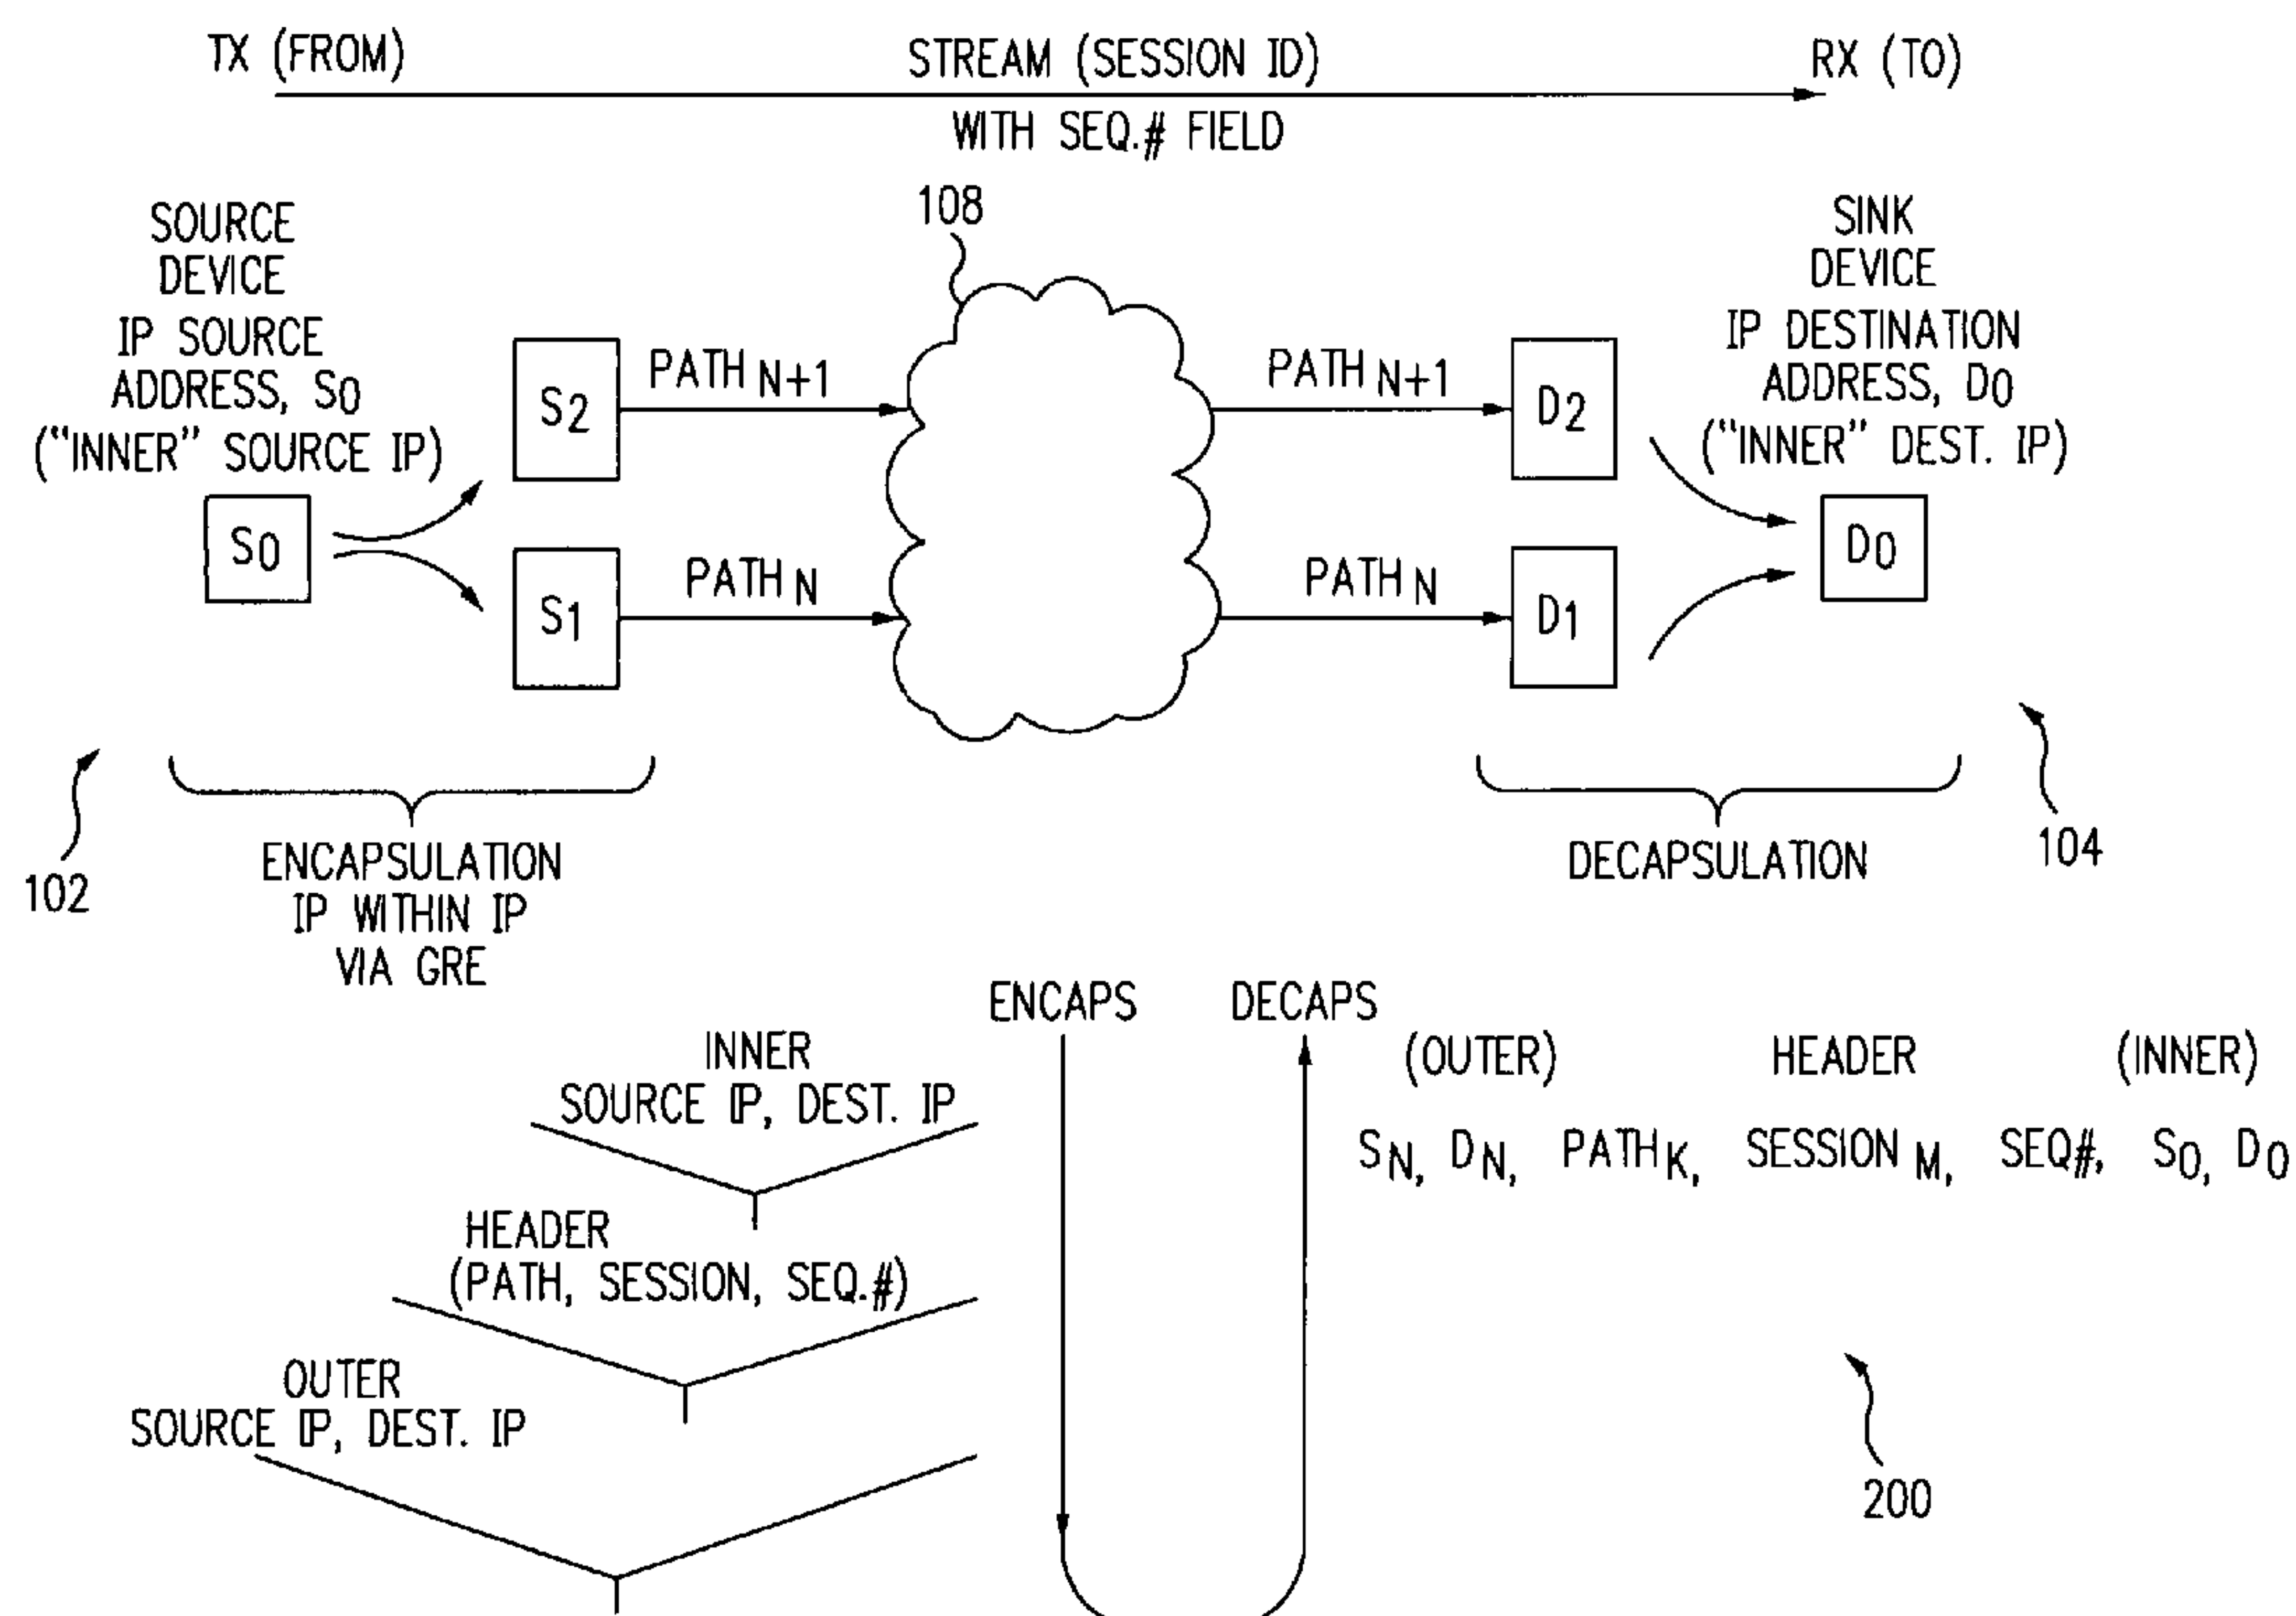 TX (FROM)
STREAM (SESSION ID)
RX (TO)
WITH SEQ.# FIELD
108
SOURCE
DEVICE
IP SOURCE
ADDRESS, S0
("INNER" SOURCE IP)
S0
S2
S1
PATH N+1
PATH N
PATH N+1
PATH N
D2
D1
SINK
DEVICE
IP DESTINATION
ADDRESS, D0
("INNER" DEST. IP)
D0
102
ENCAPSULATION
IP WITHIN IP
VIA GRE
DECAPSULATION
104
ENCAPS
DECAPS
INNER
SOURCE IP, DEST. IP
HEADER
(PATH, SESSION, SEQ.#)
OUTER
SOURCE IP, DEST. IP
(OUTER) HEADER (INNER)
SN, DN, PATHK, SESSION M, SEQ#, S0, D0
200